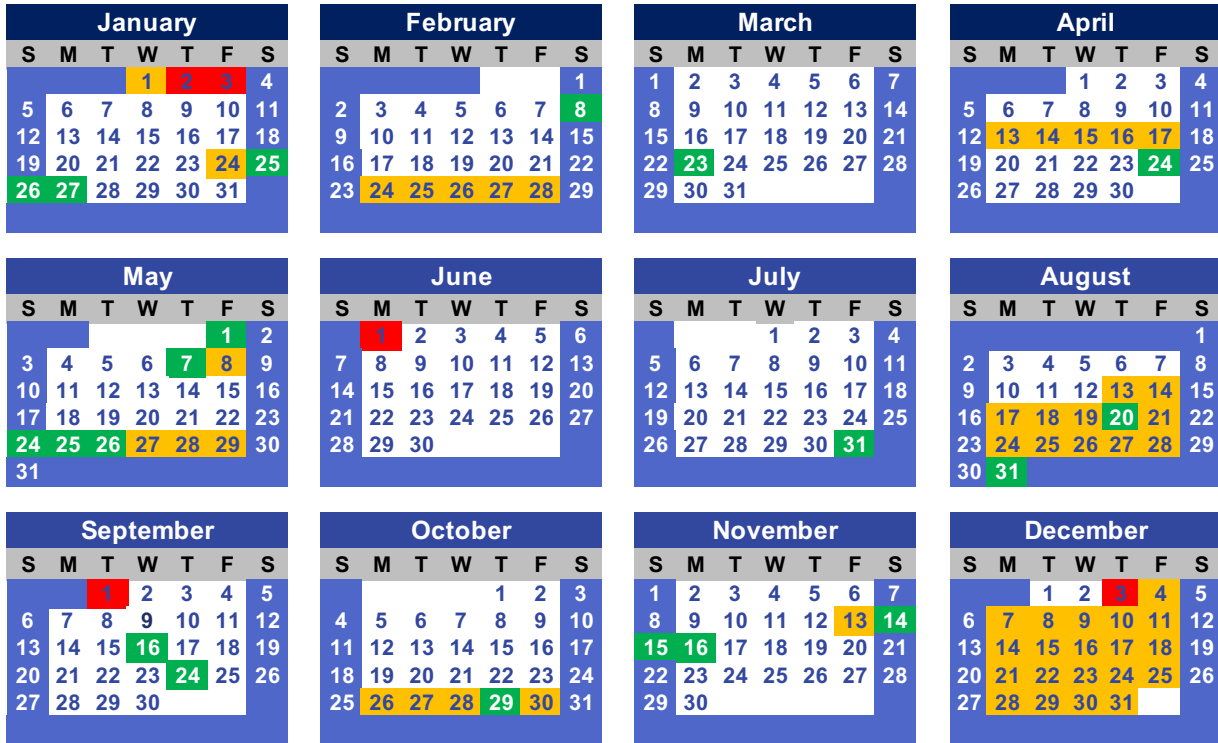 January February March April
S M T W T F S S M T W T F S S M T W T F S S M T W T F S
1 2 3 4 1 1 2 3 4 5 6 7 1 2 3 4
5 6 7 8 9 10 11 2 3 4 5 6 7 8 8 9 10 11 12 13 14 5 6 7 8 9 10 11
12 13 14 15 16 17 18 9 10 11 12 13 14 15 15 16 17 18 19 20 21 12 13 14 15 16 17 18
19 20 21 22 23 24 25 16 17 18 19 20 21 22 22 23 24 25 26 27 28 19 20 21 22 23 24 25
26 27 28 29 30 31 23 24 25 26 27 28 29 29 30 31 26 27 28 29 30
May June July August
S M T W T F S S M T W T F S S M T W T F S S M T W T F S
1 2 1 2 3 4 5 6 1 2 3 4 1
3 4 5 6 7 8 9 7 8 9 10 11 12 13 5 6 7 8 9 10 11 2 3 4 5 6 7 8
10 11 12 13 14 15 16 14 15 16 17 18 19 20 12 13 14 15 16 17 18 9 10 11 12 13 14 15
17 18 19 20 21 22 23 21 22 23 24 25 26 27 19 20 21 22 23 24 25 16 17 18 19 20 21 22
24 25 26 27 28 29 30 28 29 30 26 27 28 29 30 31 23 24 25 26 27 28 29
31 30 31
September October November December
S M T W T F S S M T W T F S S M T W T F S S M T W T F S
1 2 3 4 5 1 2 3 1 2 3 4 5 6 7 1 2 3 4 5
6 7 8 9 10 11 12 4 5 6 7 8 9 10 8 9 10 11 12 13 14 6 7 8 9 10 11 12
13 14 15 16 17 18 19 11 12 13 14 15 16 17 15 16 17 18 19 20 21 13 14 15 16 17 18 19
20 21 22 23 24 25 26 18 19 20 21 22 23 24 22 23 24 25 26 27 28 20 21 22 23 24 25 26
27 28 29 30 25 26 27 28 29 30 31 29 30 27 28 29 30 31